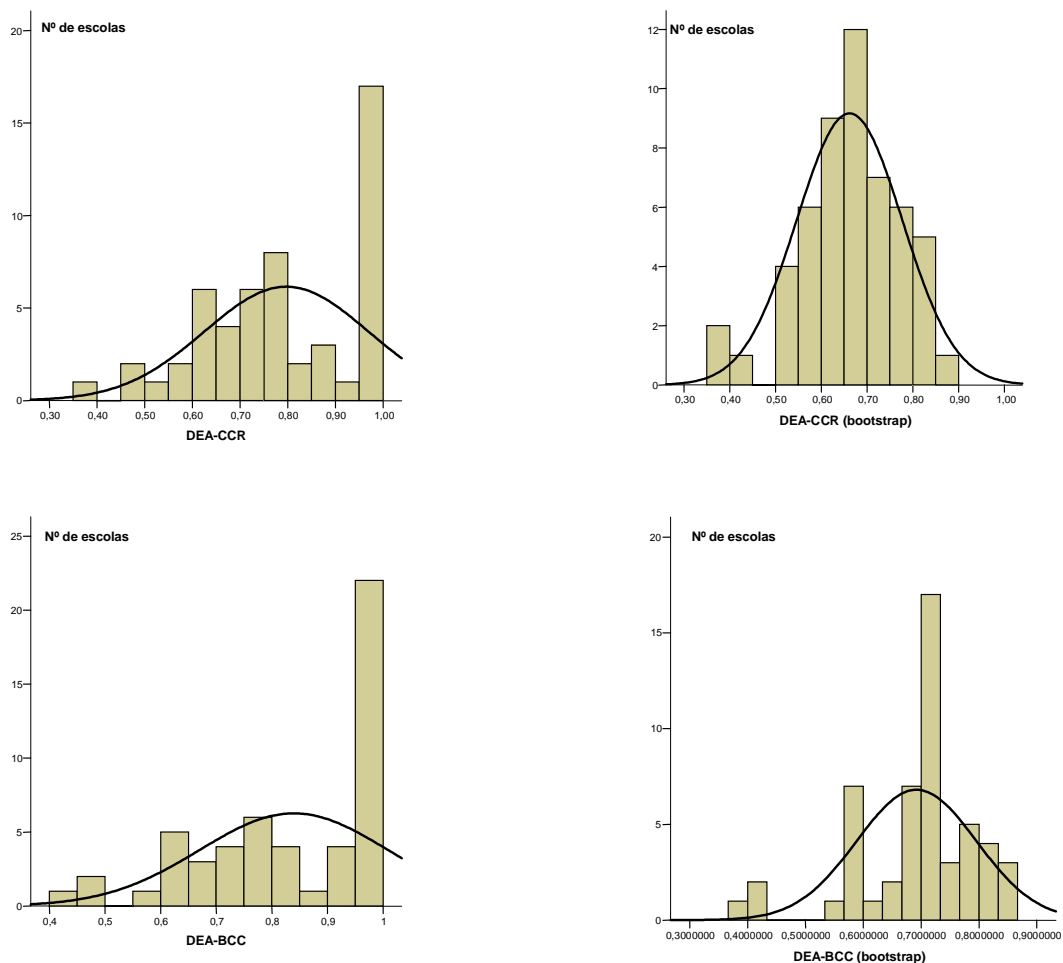 Nº de escolas
20
15
10
5
0
0,30 0,40 0,50 0,60 0,70 0,80 0,90 1,00
DEA-CCR
Nº de escolas
12
10
8
6
4
2
0
0,30 0,40 0,50 0,60 0,70 0,80 0,90 1,00
DEA-CCR (bootstrap)
Nº de escolas
25
20
15
10
5
0
0,4 0,5 0,6 0,7 0,8 0,9 1
DEA-BCC
Nº de escolas
20
15
10
5
0
0,3000000 0,4000000 0,5000000 0,6000000 0,7000000 0,8000000 0,9000000
DEA-BCC (bootstrap)